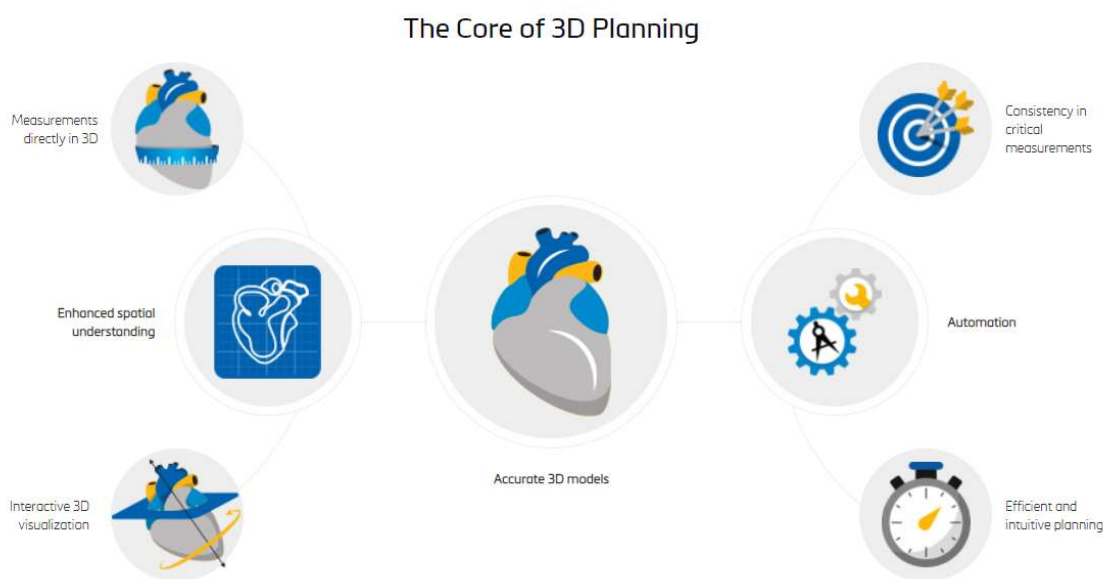 The Core of 3D Planning
Measurements
directly in 3D
Consistency in
critical
measurements
Enhanced spatial
understanding
Automation
Accurate 3D models
Interactive 3D
visualization
Efficient and
intuitive planning